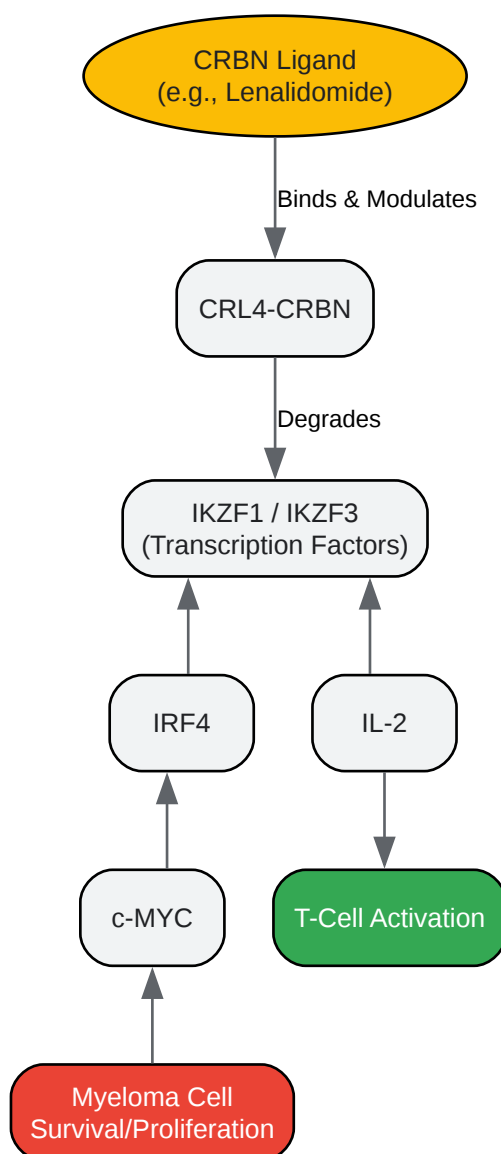 CRBN Ligand
(e.g., Lenalidomide)
Binds & Modulates
CRL4-CRBN
Degrades
IKZF1 / IKZF3
(Transcription Factors)
IRF4
IL-2
c-MYC
T-Cell Activation
Myeloma Cell
Survival/Proliferation